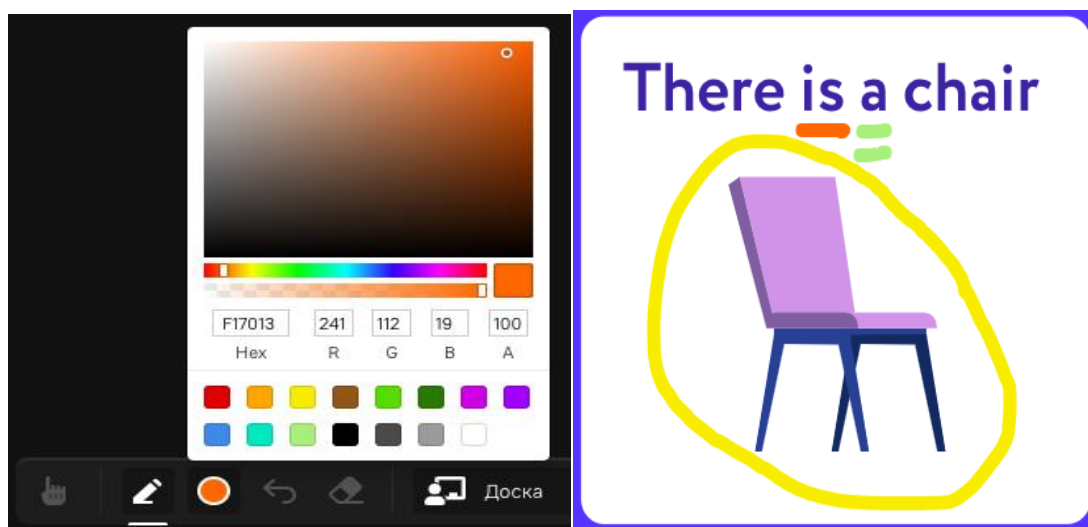 There is a chair
F17013 241 112 19 100
Hex R G B A
Доска